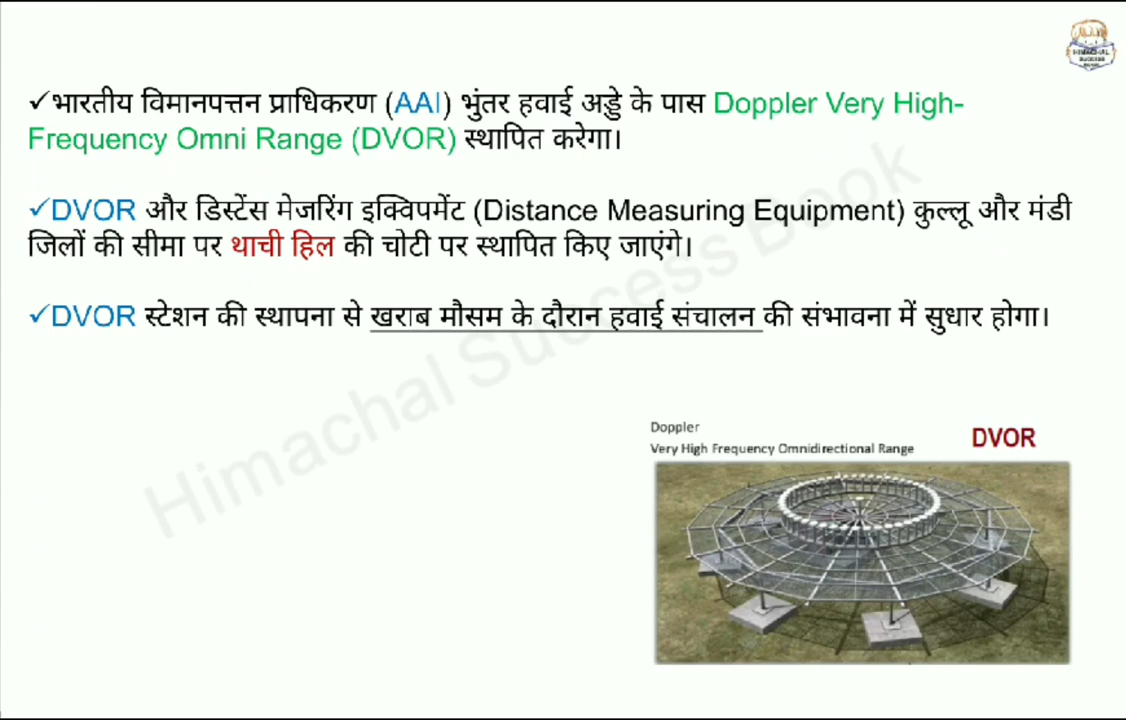 ✓भारतीय विमानपत्तन प्राधिकरण (AAI) भुंतर हवाई अड्डे के पास Doppler Very High-
Frequency Omni Range (DVOR) स्थापित करेगा।
✓DVOR और डिस्टेंस मेजरिंग इक्विपमेंट (Distance Measuring Equipment) कुल्लू और मंडी
जिलों की सीमा पर थाची हिल की चोटी पर स्थापित किए जाएंगे।
✓DVOR स्टेशन की स्थापना से खराब मौसम के दौरान हवाई संचालन की संभावना में सुधार होगा।
Himachal Success Book
Doppler
Very High Frequency Omnidirectional Range
DVOR
HIMACHAL
SUCCESS